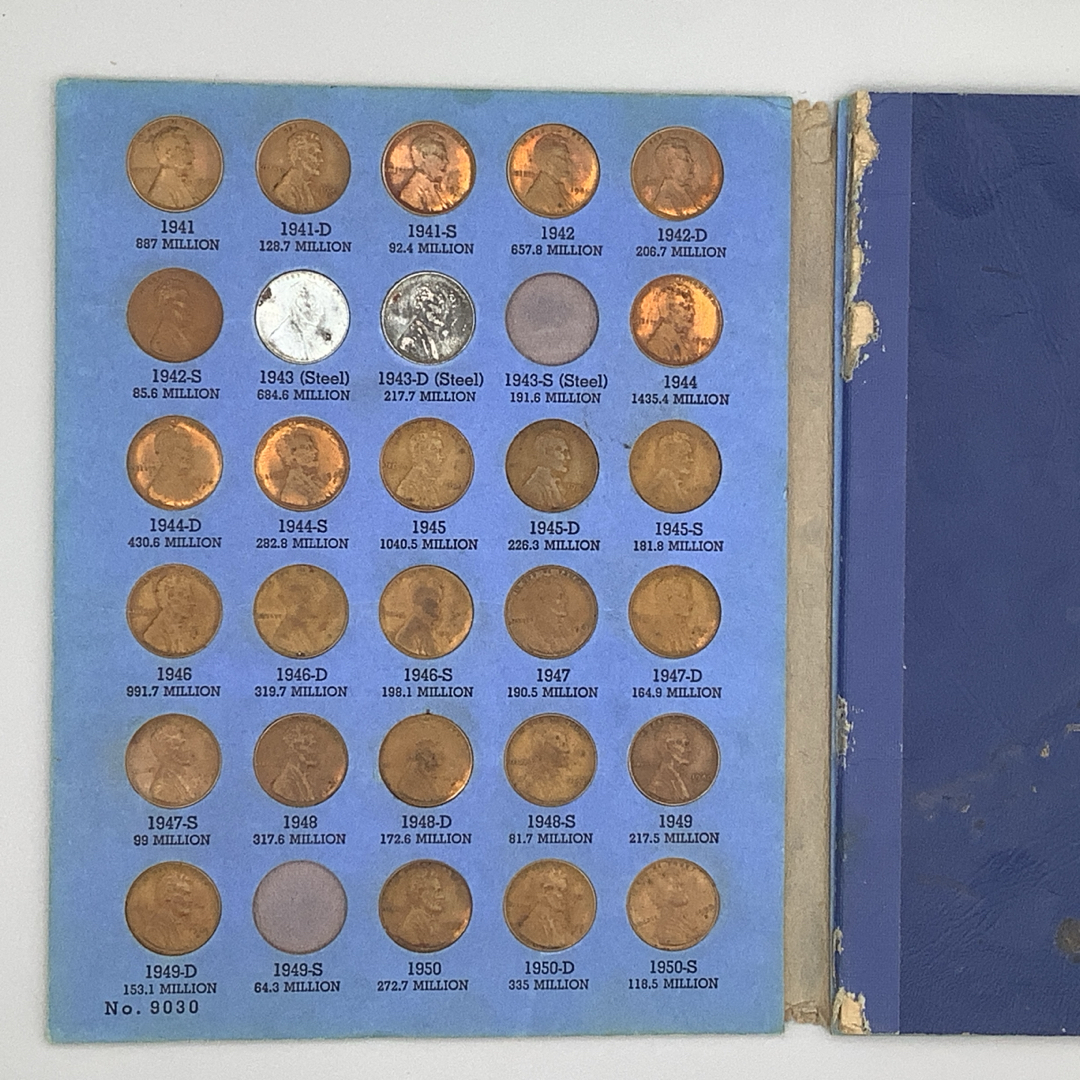 1941 1941-D 1941-S 1942 1942-D
887 MILLION 128.7 MILLION 92.4 MILLION 657.8 MILLION 206.7 MILLION
1942-S 1943 (Steel) 1943-D (Steel) 1943-S (Steel) 1944
85.6 MILLION 684.6 MILLION 217.7 MILLION 191.6 MILLION 1435.4 MILLION
1944-D 1944-S 1945 1945-D 1945-S
430.6 MILLION 282.8 MILLION 1040.5 MILLION 226.3 MILLION 181.8 MILLION
1946 1946-D 1946-S 1947 1947-D
991.7 MILLION 319.7 MILLION 198.1 MILLION 190.5 MILLION 164.9 MILLION
1947-S 1948 1948-D 1948-S 1949
99 MILLION 317.6 MILLION 172.6 MILLION 81.7 MILLION 217.5 MILLION
1949-D 1949-S 1950 1950-D 1950-S
153.1 MILLION 64.3 MILLION 272.7 MILLION 335 MILLION 118.5 MILLION
No. 9030